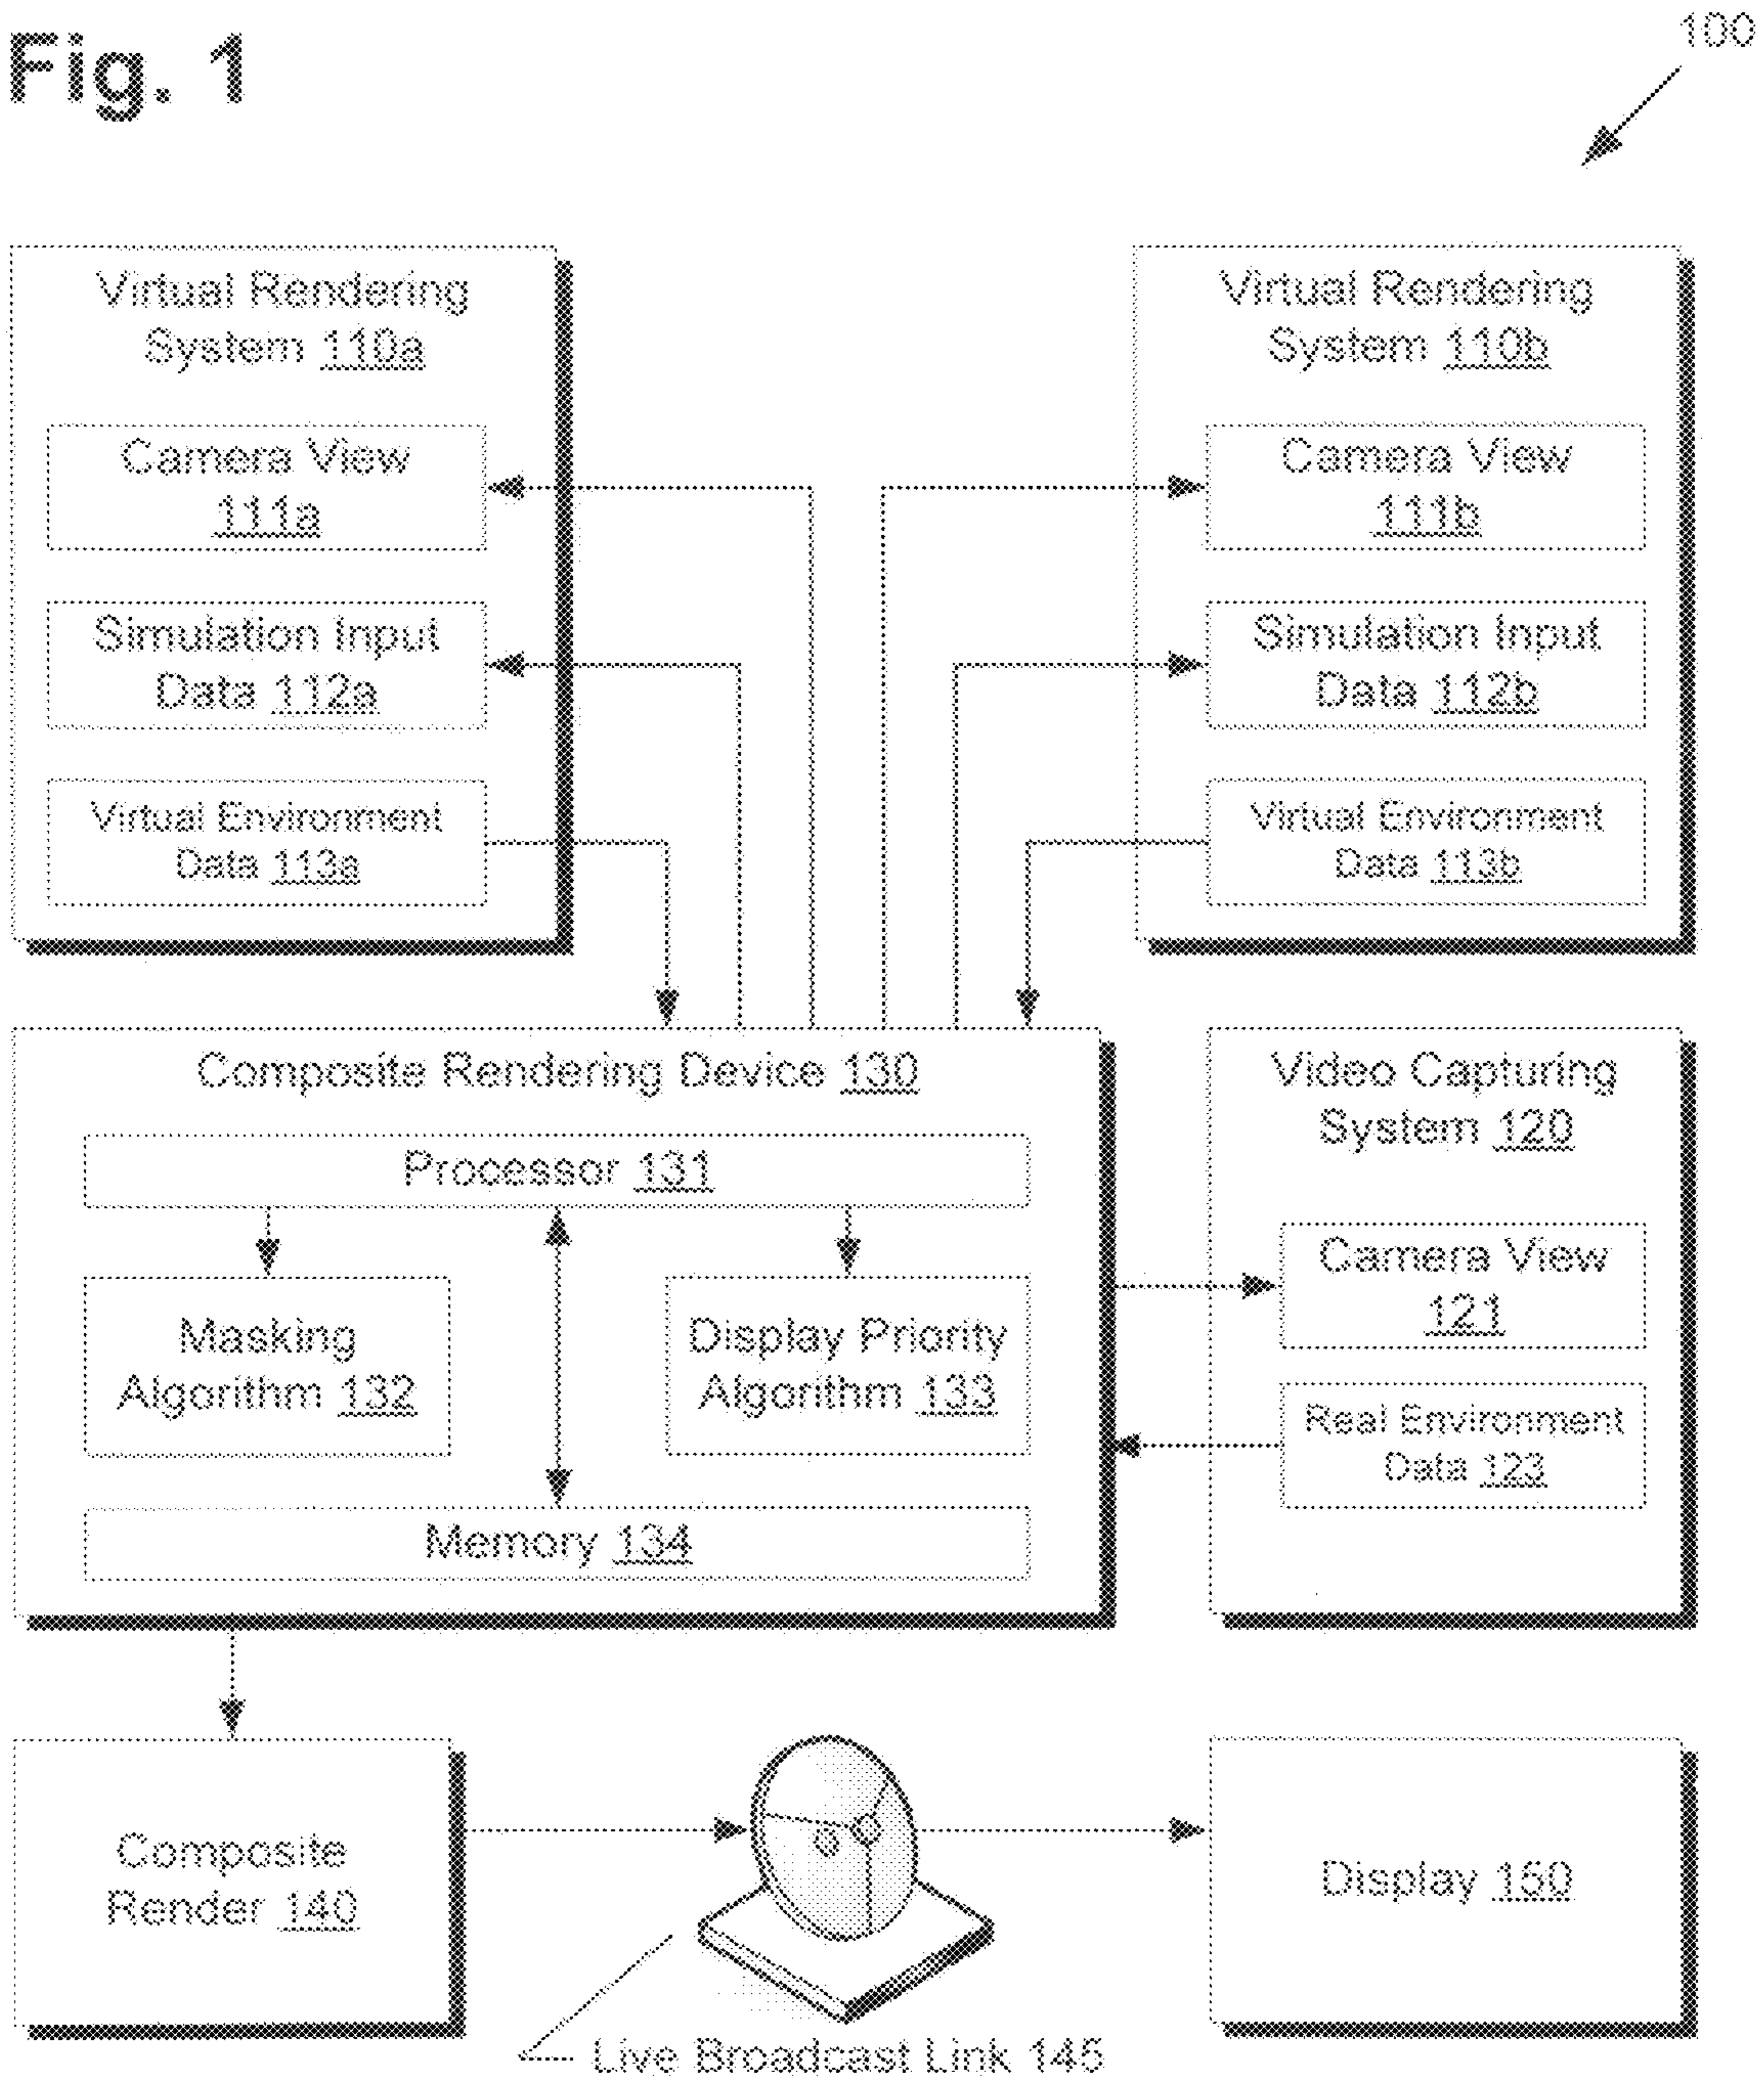 Fig. 1
100
Virtual Rendering
System 110a
Camera View
111a
Simulation Input
Data 112a
Virtual Environment
Data 113a
Virtual Rendering
System 110b
Camera View
111b
Simulation Input
Data 112b
Virtual Environment
Data 113b
Composite Rendering Device 130
Processor 131
Masking
Algorithm 132
Display Priority
Algorithm 133
Memory 134
Video Capturing
System 120
Camera View
121
Real Environment
Data 123
Composite
Render 140
Live Broadcast Link 145
Display 150